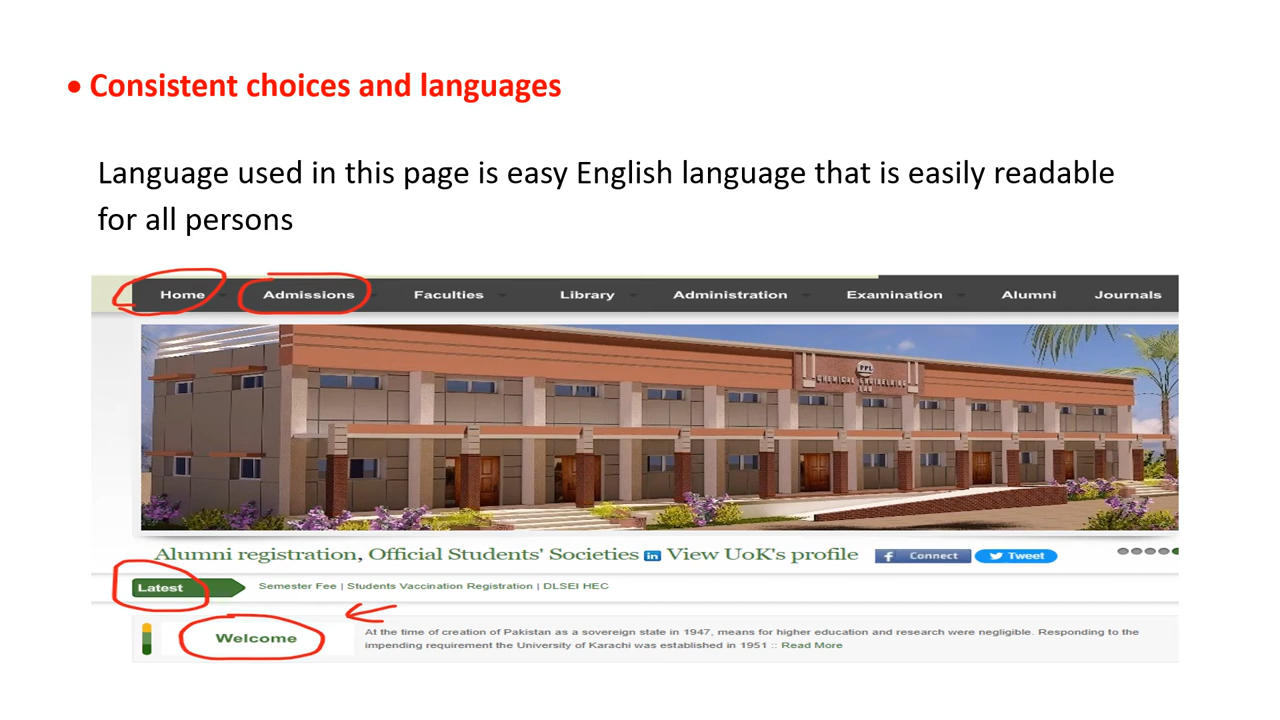 • Consistent choices and languages
Language used in this page is easy English language that is easily readable
for all persons
Home Admissions Faculties Library Administration Examination Alumni Journals
FPL
CHEMICAL ENGINEERING
Alumni registration, Official Students' Societies in View UoK's profile f Connect Tweet
Latest Semester Fee | Students Vaccination Registration | DLSEI HEC
Welcome
At the time of creation of Pakistan as a sovereign state in 1947, means for higher education and research were negligible. Responding to the
impending requirement the University of Karachi was established in 1951 :: Read More